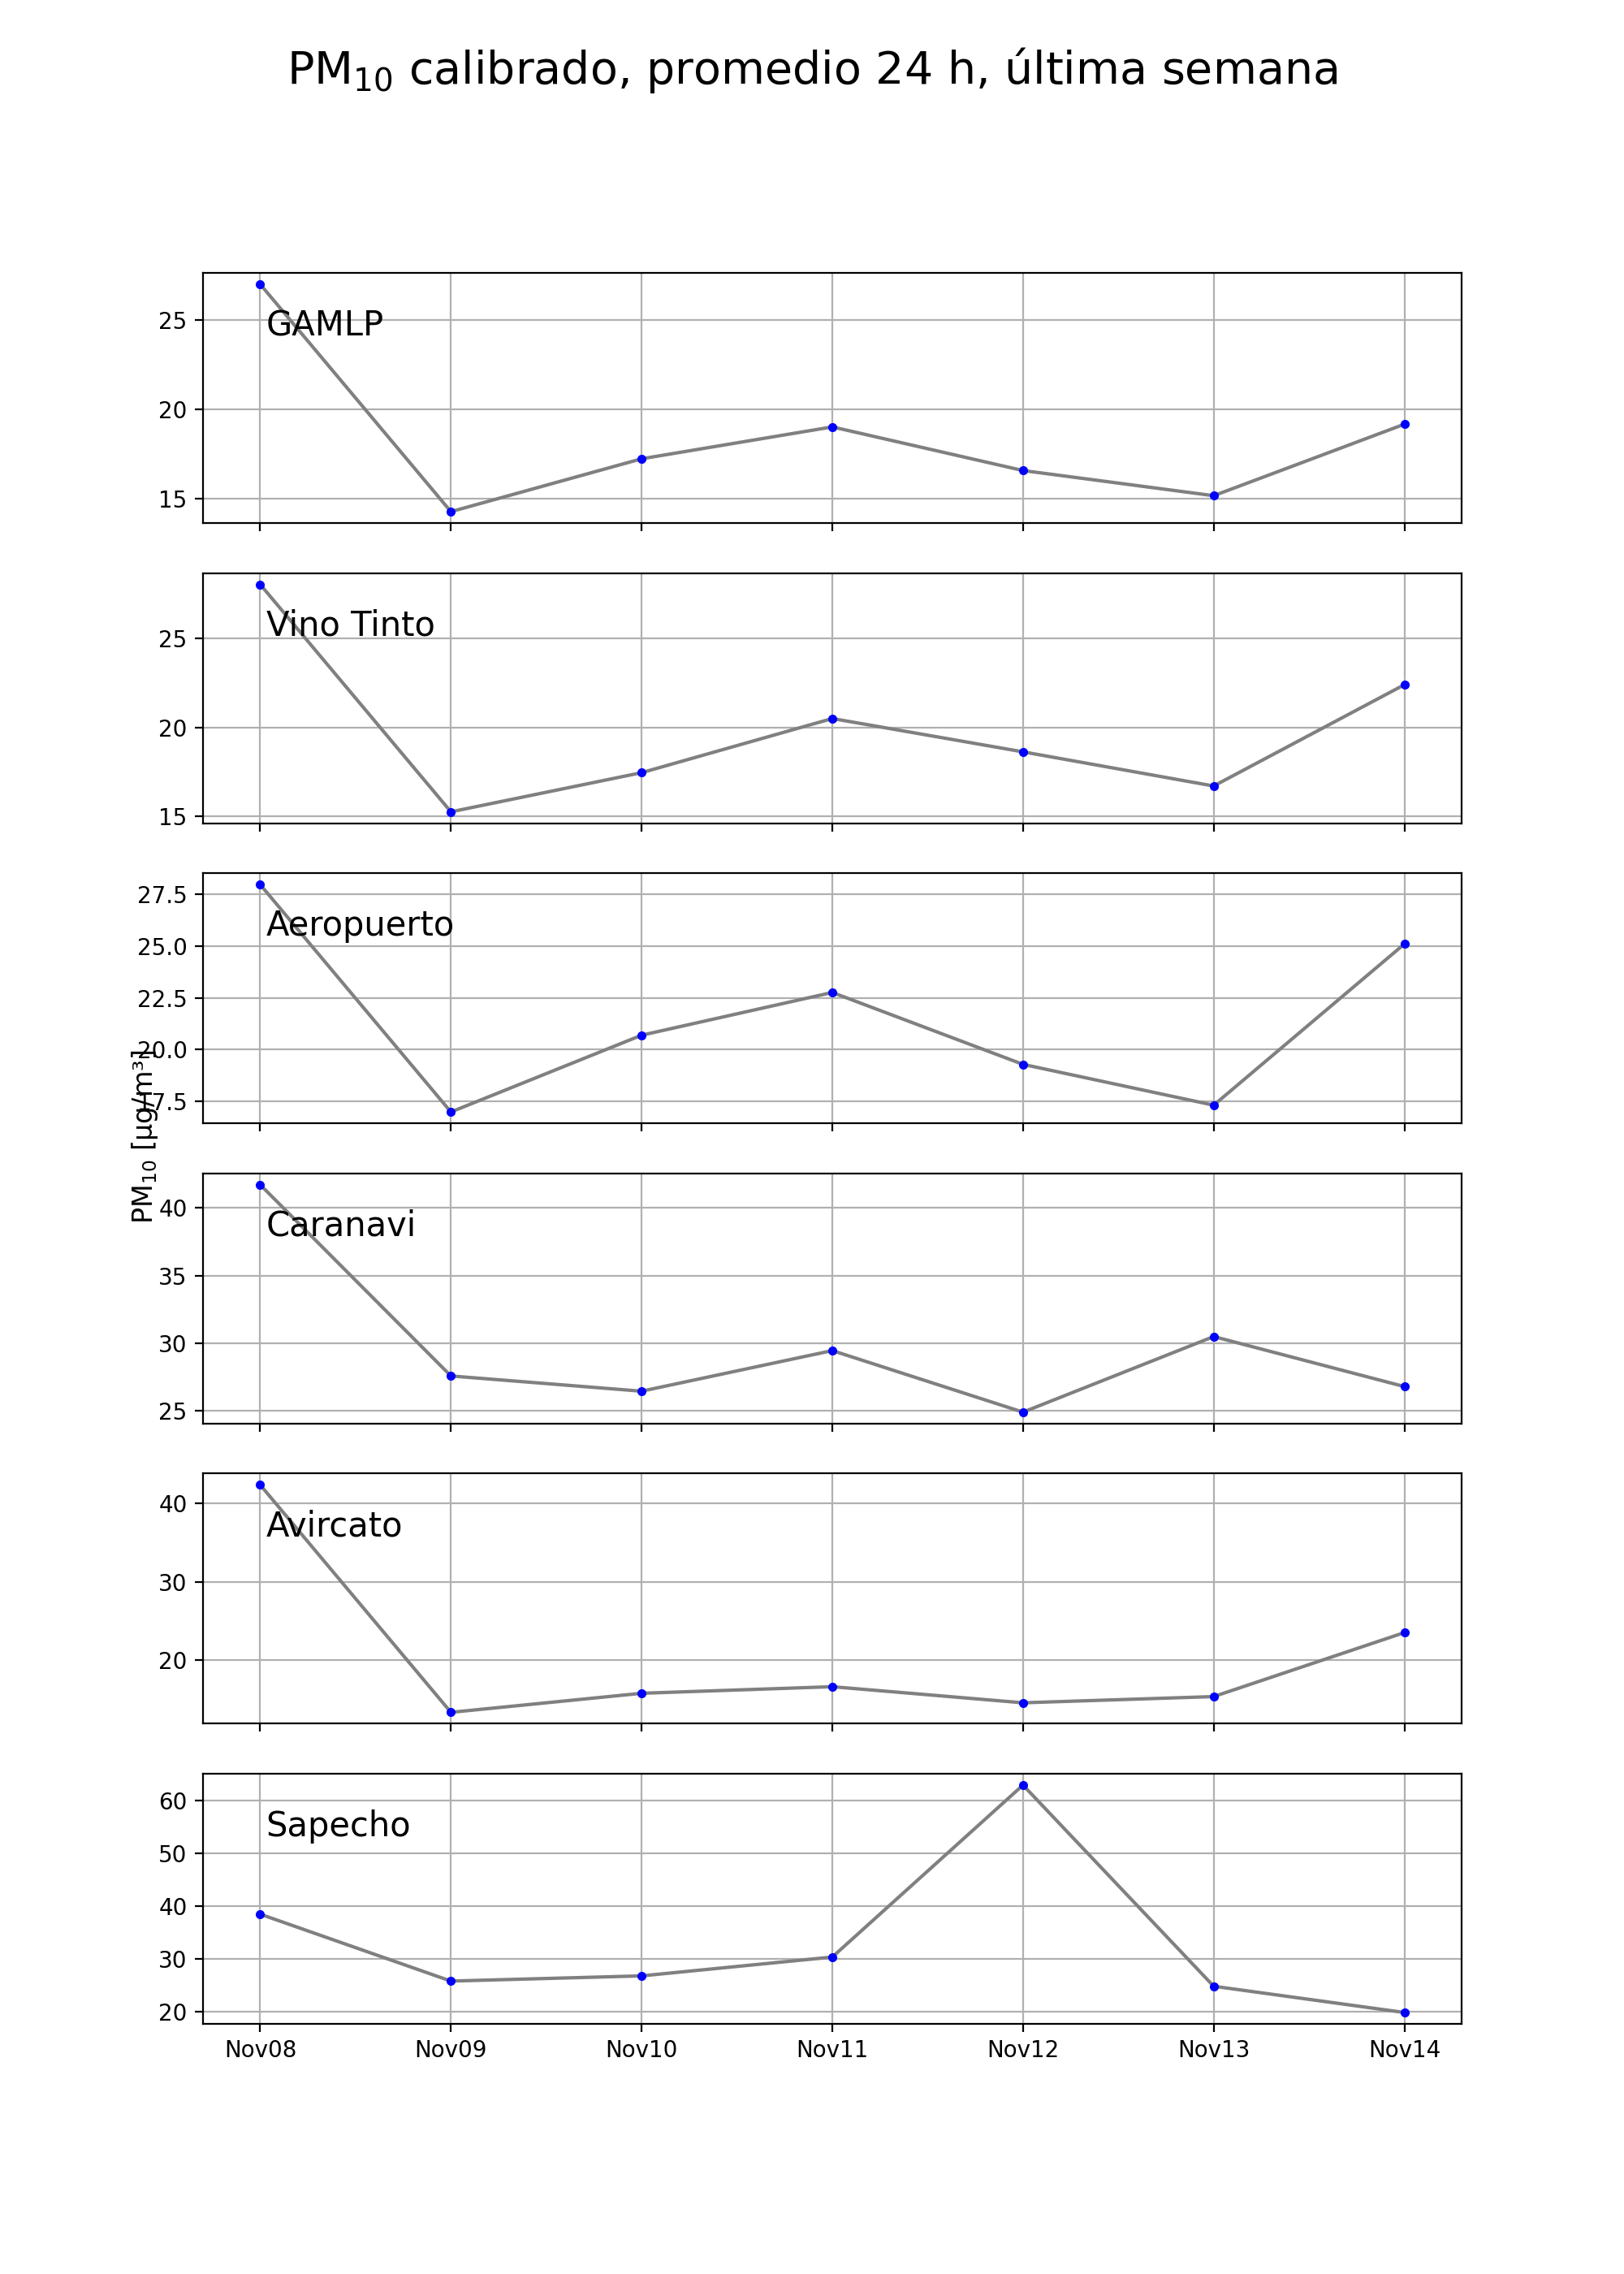 PM₁₀ calibrado, promedio 24 h, última semana
25
GAMLP
20
15
Vino Tinto
25
20
15
27.5
Aeropuerto
25.0
22.5
20.0
17.5
PM₁₀ [µg/m³]
40
Caranavi
35
30
25
40
Avircato
30
20
60
Sapecho
50
40
30
20
Nov08 Nov09 Nov10 Nov11 Nov12 Nov13 Nov14